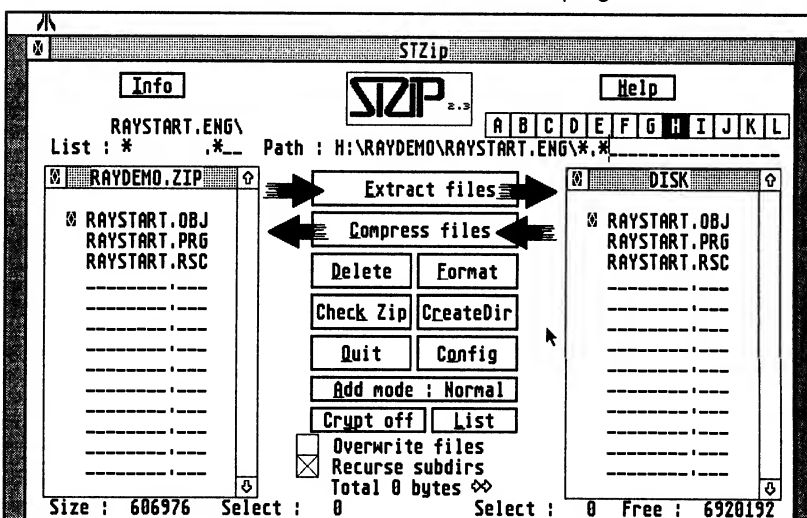 STZip
Info
STZIP 2.3
Help
RAYSTART.ENG\
A B C D E F G H I J K L
List : * .*__ Path : H:\RAYDEMO\RAYSTART.ENG\*.*
RAYDEMO.ZIP
Extract files
DISK
RAYSTART.OBJ
RAYSTART.PRG
RAYSTART.RSC
Compress files
RAYSTART.OBJ
RAYSTART.PRG
RAYSTART.RSC
Delete Format
Check Zip CreateDir
Quit Config
Add mode : Normal
Crypt off List
Overwrite files
Recurse subdirs
Total 0 bytes
Size : 606976 Select : 0 Select : 0 Free : 6920192